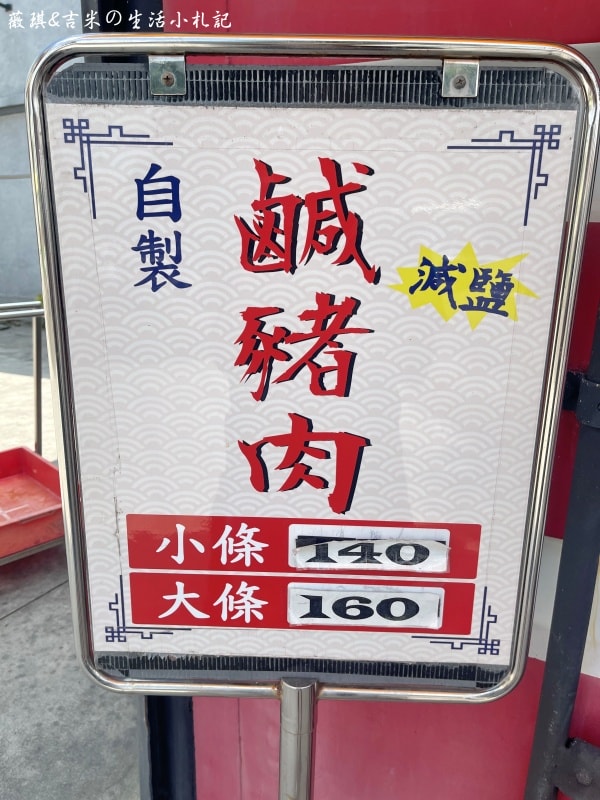 薇琪&吉米の生活小札記
自製
鹹豬肉
減鹽
小條 140
大條 160